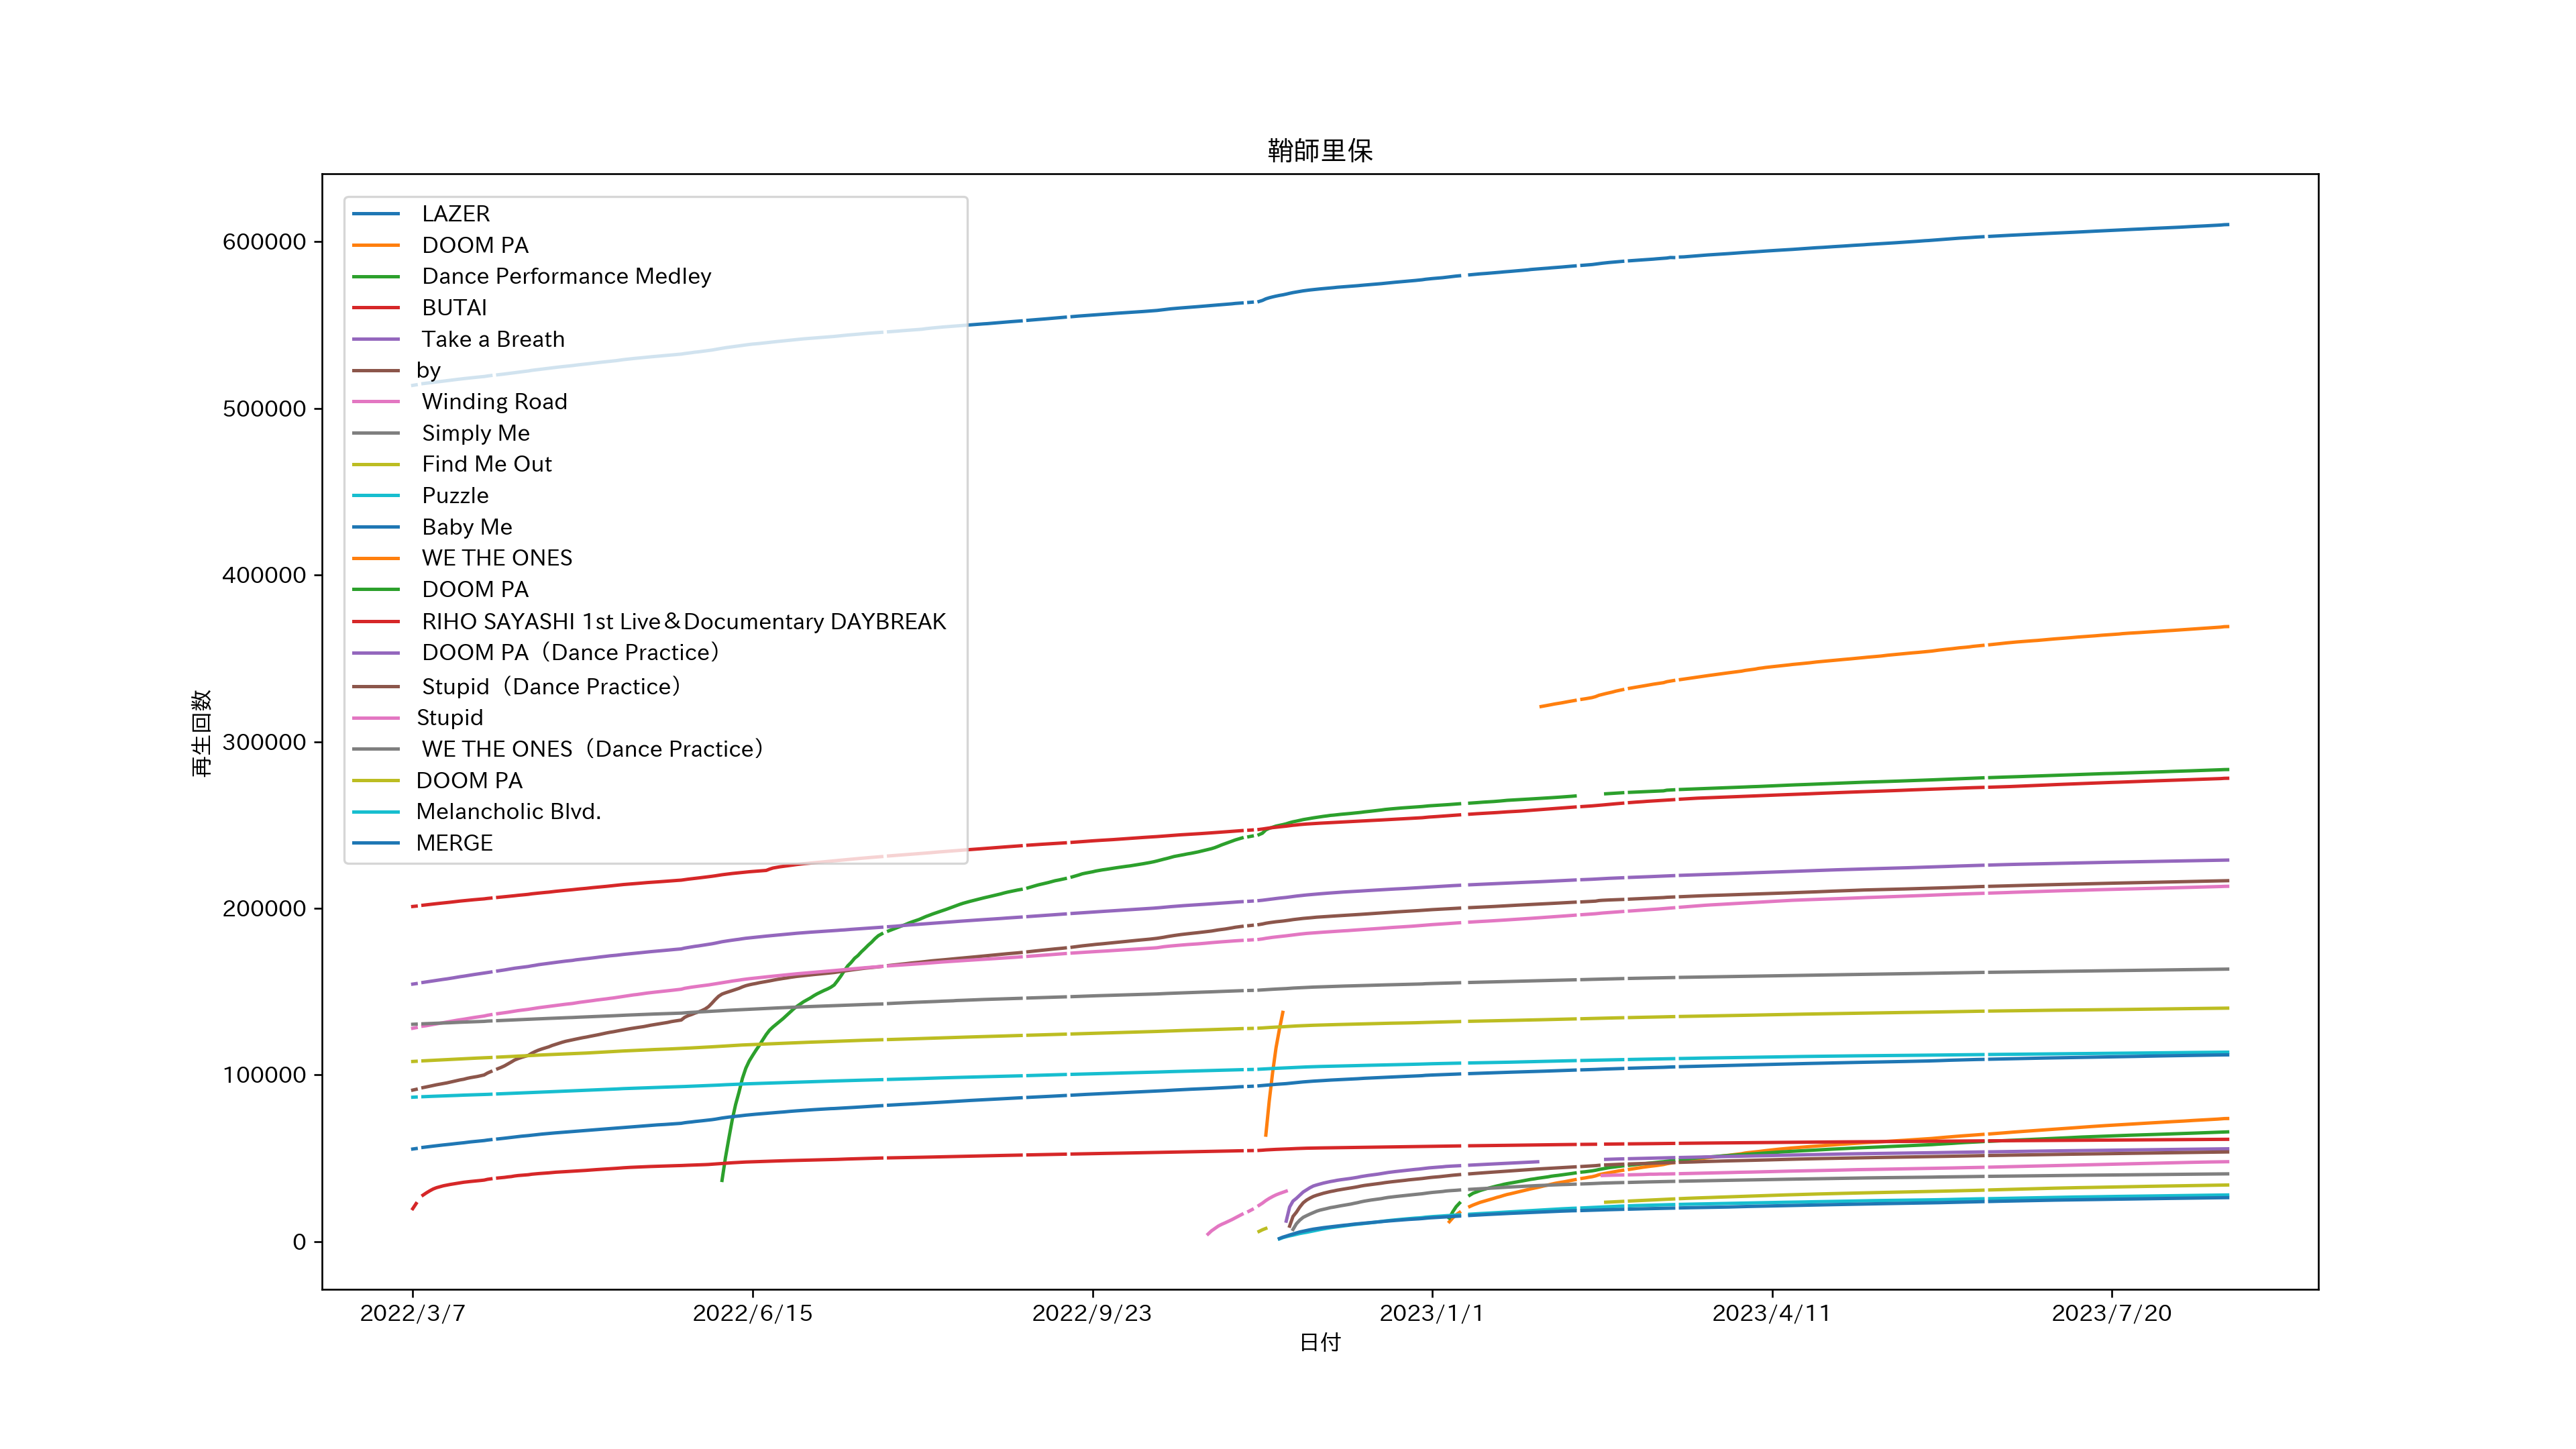 鞘師里保
LAZER
DOOM PA
Dance Performance Medley
BUTAI
Take a Breath
by
Winding Road
Simply Me
Find Me Out
Puzzle
Baby Me
WE THE ONES
DOOM PA
RIHO SAYASHI 1st Live＆Documentary DAYBREAK
DOOM PA（Dance Practice）
Stupid（Dance Practice）
Stupid
WE THE ONES（Dance Practice）
DOOM PA
Melancholic Blvd.
MERGE
600000
500000
400000
300000
200000
100000
0
再生回数
2022/3/7 2022/6/15 2022/9/23 2023/1/1 2023/4/11 2023/7/20
日付